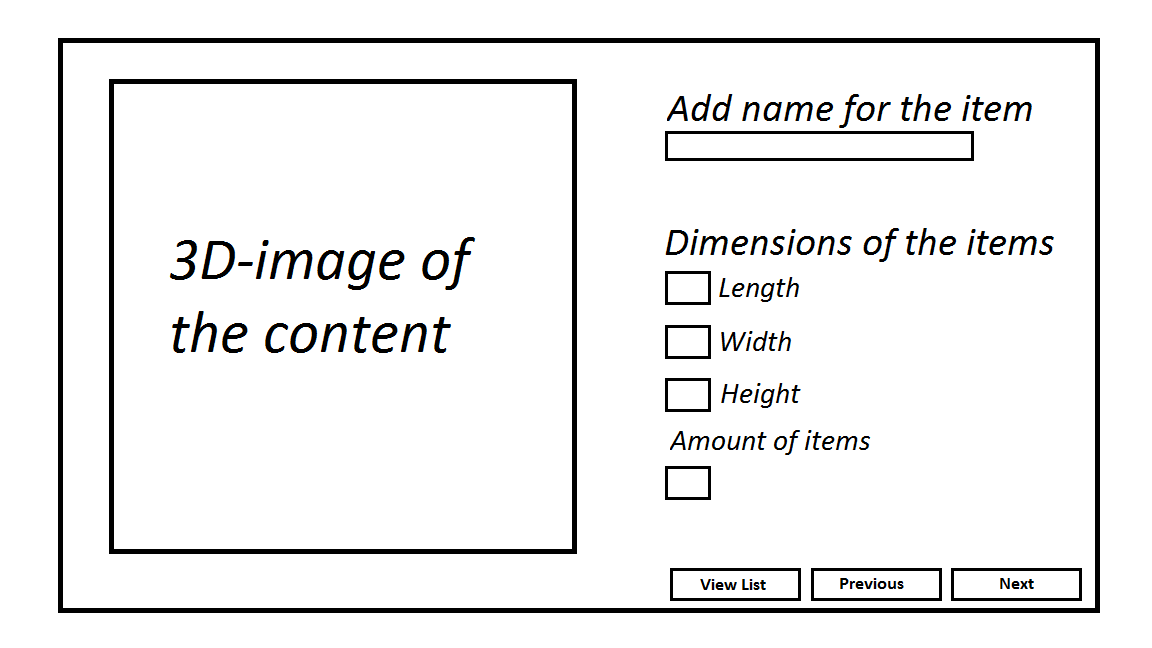 3D-image of
the content
Add name for the item
Dimensions of the items
Length
Width
Height
Amount of items
View List
Previous
Next